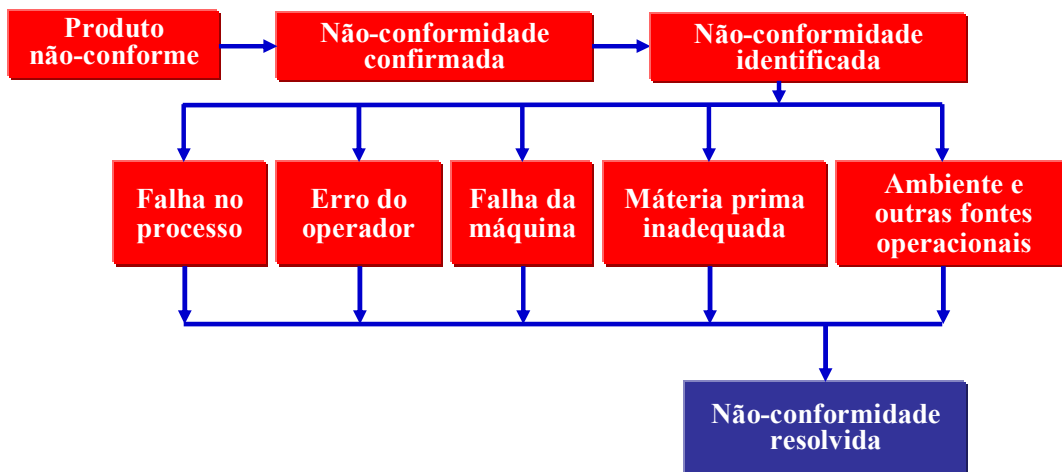 Produto
não-conforme
Não-conformidade
confirmada
Não-conformidade
identificada
Falha no
processo
Erro do
operador
Falha da
máquina
Máteria prima
inadequada
Ambiente e
outras fontes
operacionais
Não-conformidade
resolvida